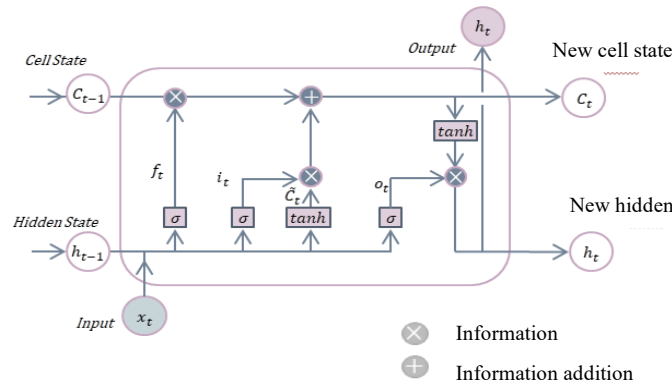 h_t
Output
New cell state
Cell State
C_{t-1}
×
+
C_t
tanh
f_t
i_t
×
o_t
×
C̃_t
New hidden
Hidden State
σ
σ
tanh
σ
h_{t-1}
h_t
Input
x_t
×
Information
+
Information addition